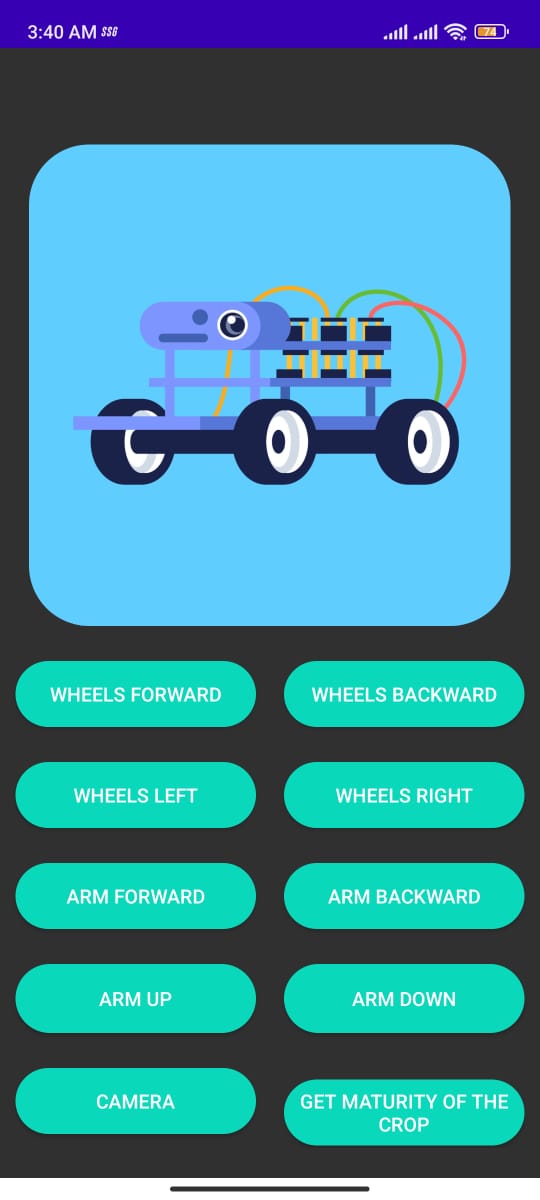 3:40 AM SSG 74
WHEELS FORWARD
WHEELS BACKWARD
WHEELS LEFT
WHEELS RIGHT
ARM FORWARD
ARM BACKWARD
ARM UP
ARM DOWN
CAMERA
GET MATURITY OF THE
CROP